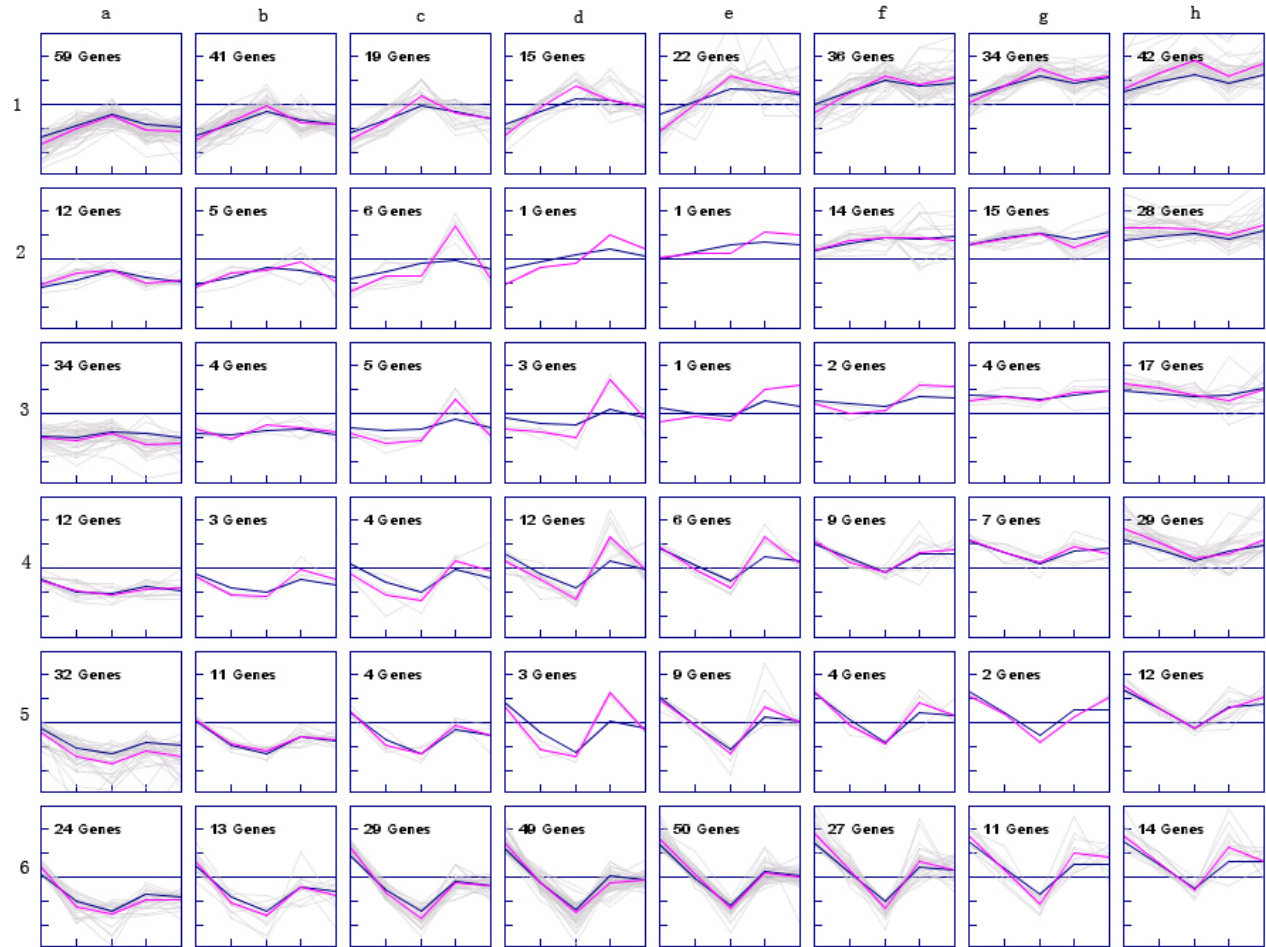 a b c d e f g h
1 59 Genes 41 Genes 19 Genes 15 Genes 22 Genes 36 Genes 34 Genes 42 Genes
2 12 Genes 5 Genes 6 Genes 1 Genes 1 Genes 14 Genes 15 Genes 28 Genes
3 34 Genes 4 Genes 5 Genes 3 Genes 1 Genes 2 Genes 4 Genes 17 Genes
4 12 Genes 3 Genes 4 Genes 12 Genes 6 Genes 9 Genes 7 Genes 29 Genes
5 32 Genes 11 Genes 4 Genes 3 Genes 9 Genes 4 Genes 2 Genes 12 Genes
6 24 Genes 13 Genes 29 Genes 49 Genes 50 Genes 27 Genes 11 Genes 14 Genes